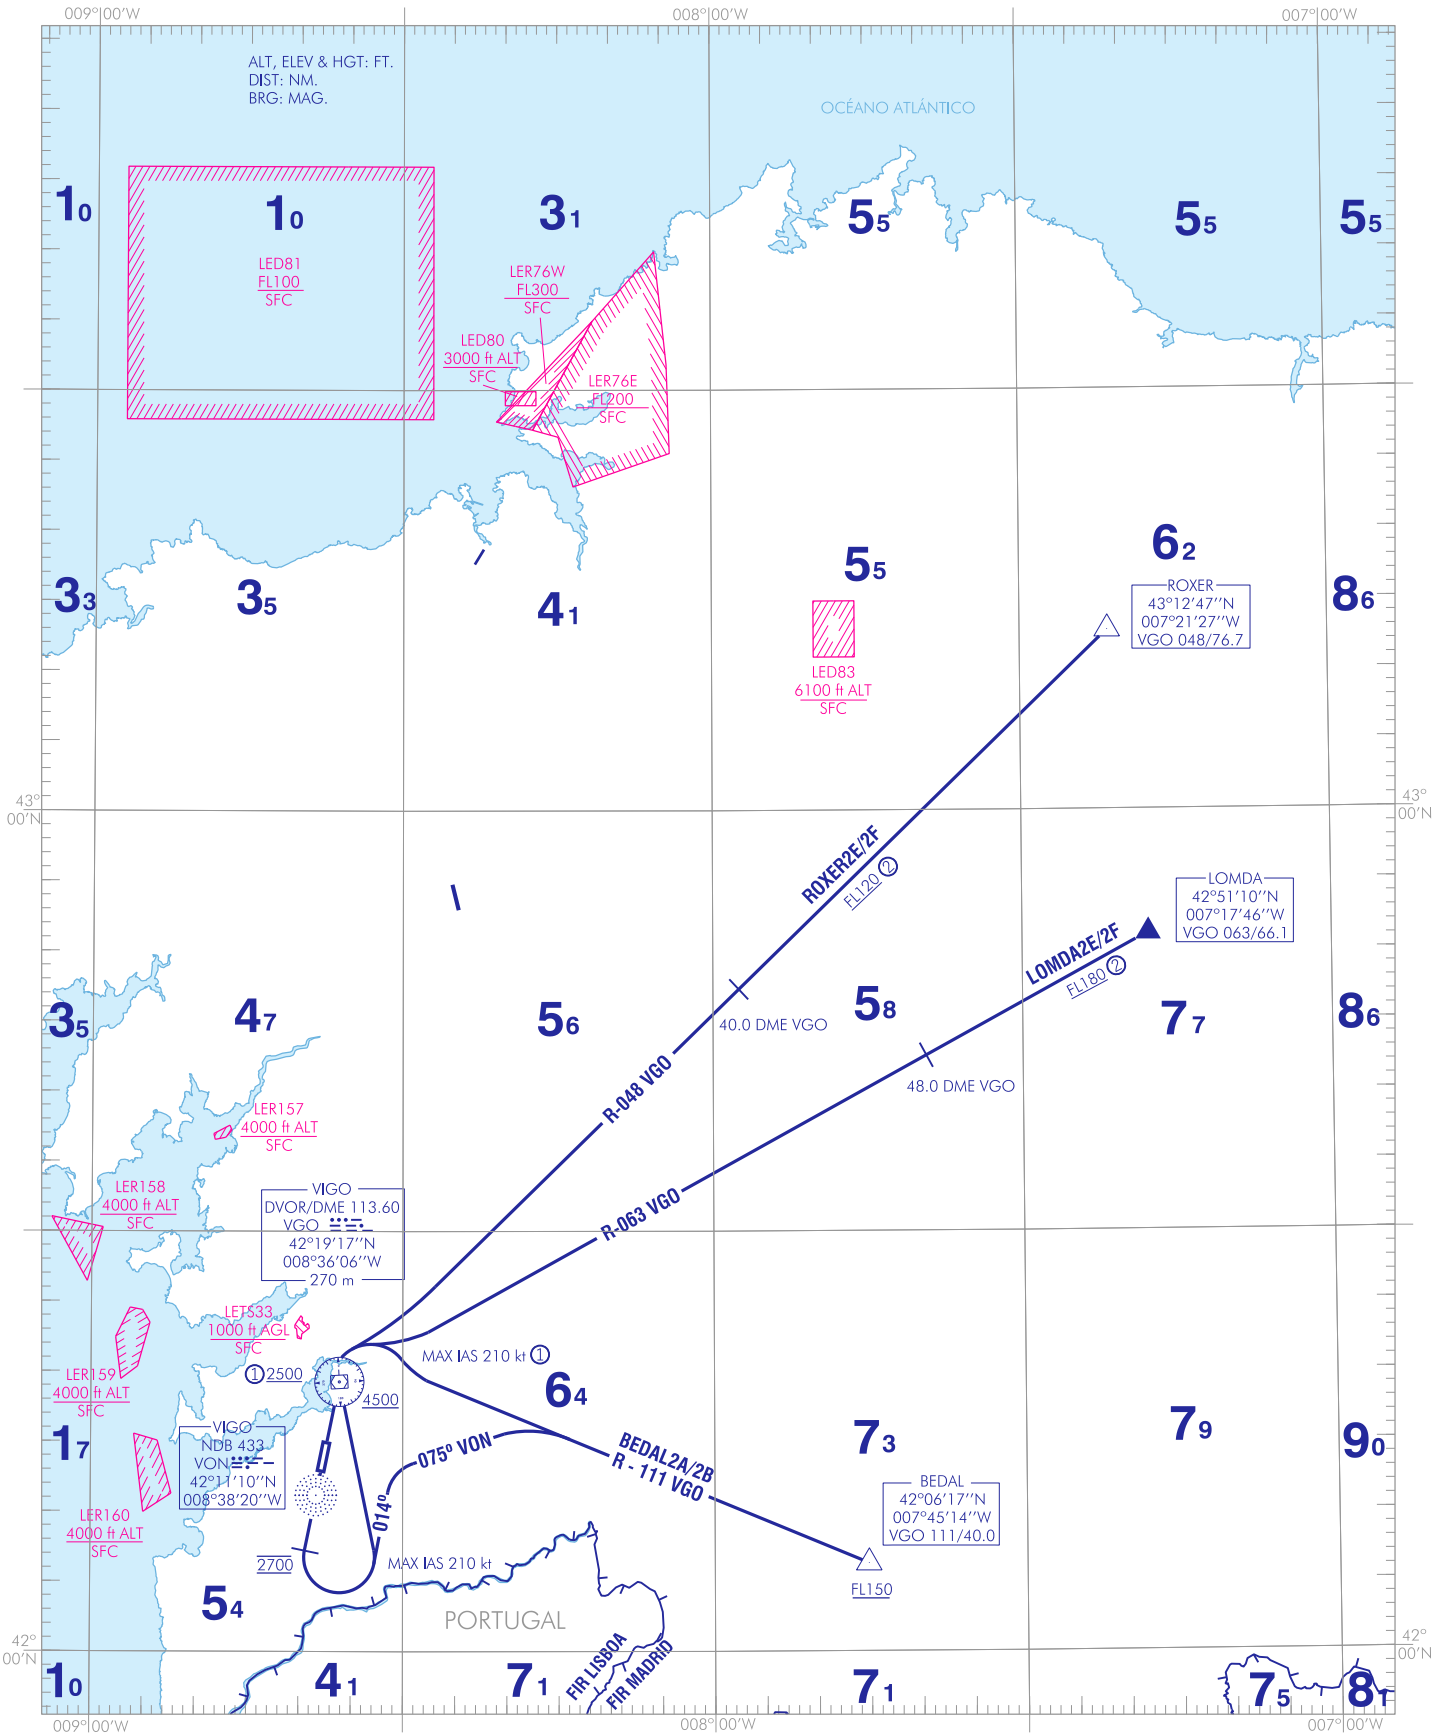 009°00'W
008°00'W
007°00'W
ALT, ELEV & HGT: FT.
DIST: NM.
BRG: MAG.
OCÉANO ATLÁNTICO
10
10
31
55
55
55
LED81
FL100
SFC
LER76W
FL300
SFC
LED80
3000 ft ALT
SFC
LER76E
FL200
SFC
33
35
41
55
62
86
ROXER
43°12'47''N
007°21'27''W
VGO 048/76.7
LED83
6100 ft ALT
SFC
43°
00'N
43°
00'N
ROXER2E/2F
FL120 2
LOMDA
42°51'10''N
007°17'46''W
VGO 063/66.1
LOMDA2E/2F
FL180 2
35
47
56
58
77
86
40.0 DME VGO
48.0 DME VGO
R-048 VGO
R-063 VGO
LER157
4000 ft ALT
SFC
LER158
4000 ft ALT
SFC
VIGO
DVOR/DME 113.60
VGO
42°19'17''N
008°36'06''W
270 m
LETS33
1000 ft AGL
SFC
LER159
4000 ft ALT
SFC
1 2500
4500
MAX IAS 210 kt 1
64
17
73
79
90
VIGO
NDB 433
VON
42°11'10''N
008°38'20''W
075º VON
014º
BEDAL2A/2B
R - 111 VGO
BEDAL
42°06'17''N
007°45'14''W
VGO 111/40.0
FL150
LER160
4000 ft ALT
SFC
2700
MAX IAS 210 kt
54
PORTUGAL
FIR LISBOA
FIR MADRID
42°
00'N
42°
00'N
10
41
71
71
75
81
009°00'W
008°00'W
007°00'W